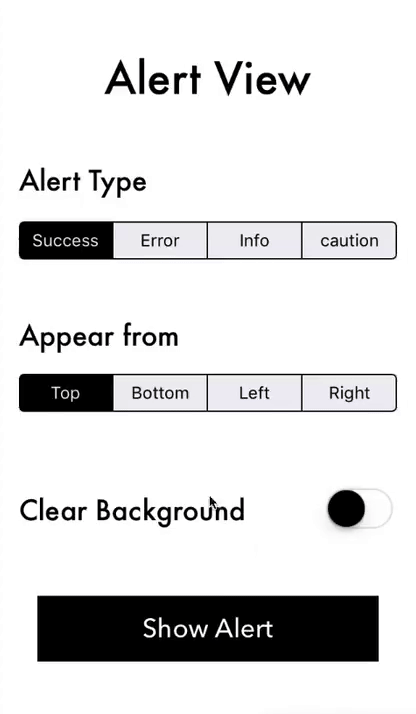 Alert View
Alert Type
Success Error Info caution
Appear from
Top Bottom Left Right
Clear Background
Show Alert